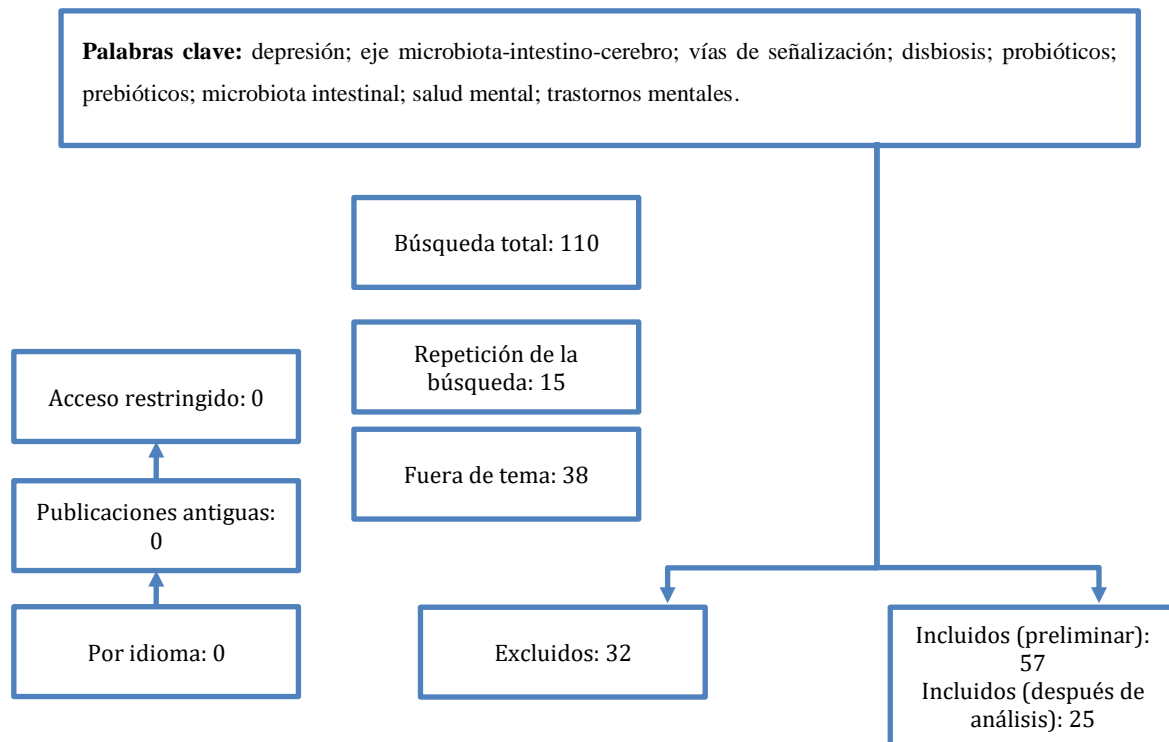 Palabras clave: depresión; eje microbiota-intestino-cerebro; vías de señalización; disbiosis; probióticos;
prebióticos; microbiota intestinal; salud mental; trastornos mentales.
Búsqueda total: 110
Repetición de la
búsqueda: 15
Acceso restringido: 0
Fuera de tema: 38
Publicaciones antiguas:
0
Por idioma: 0
Excluidos: 32
Incluidos (preliminar):
57
Incluidos (después de
análisis): 25